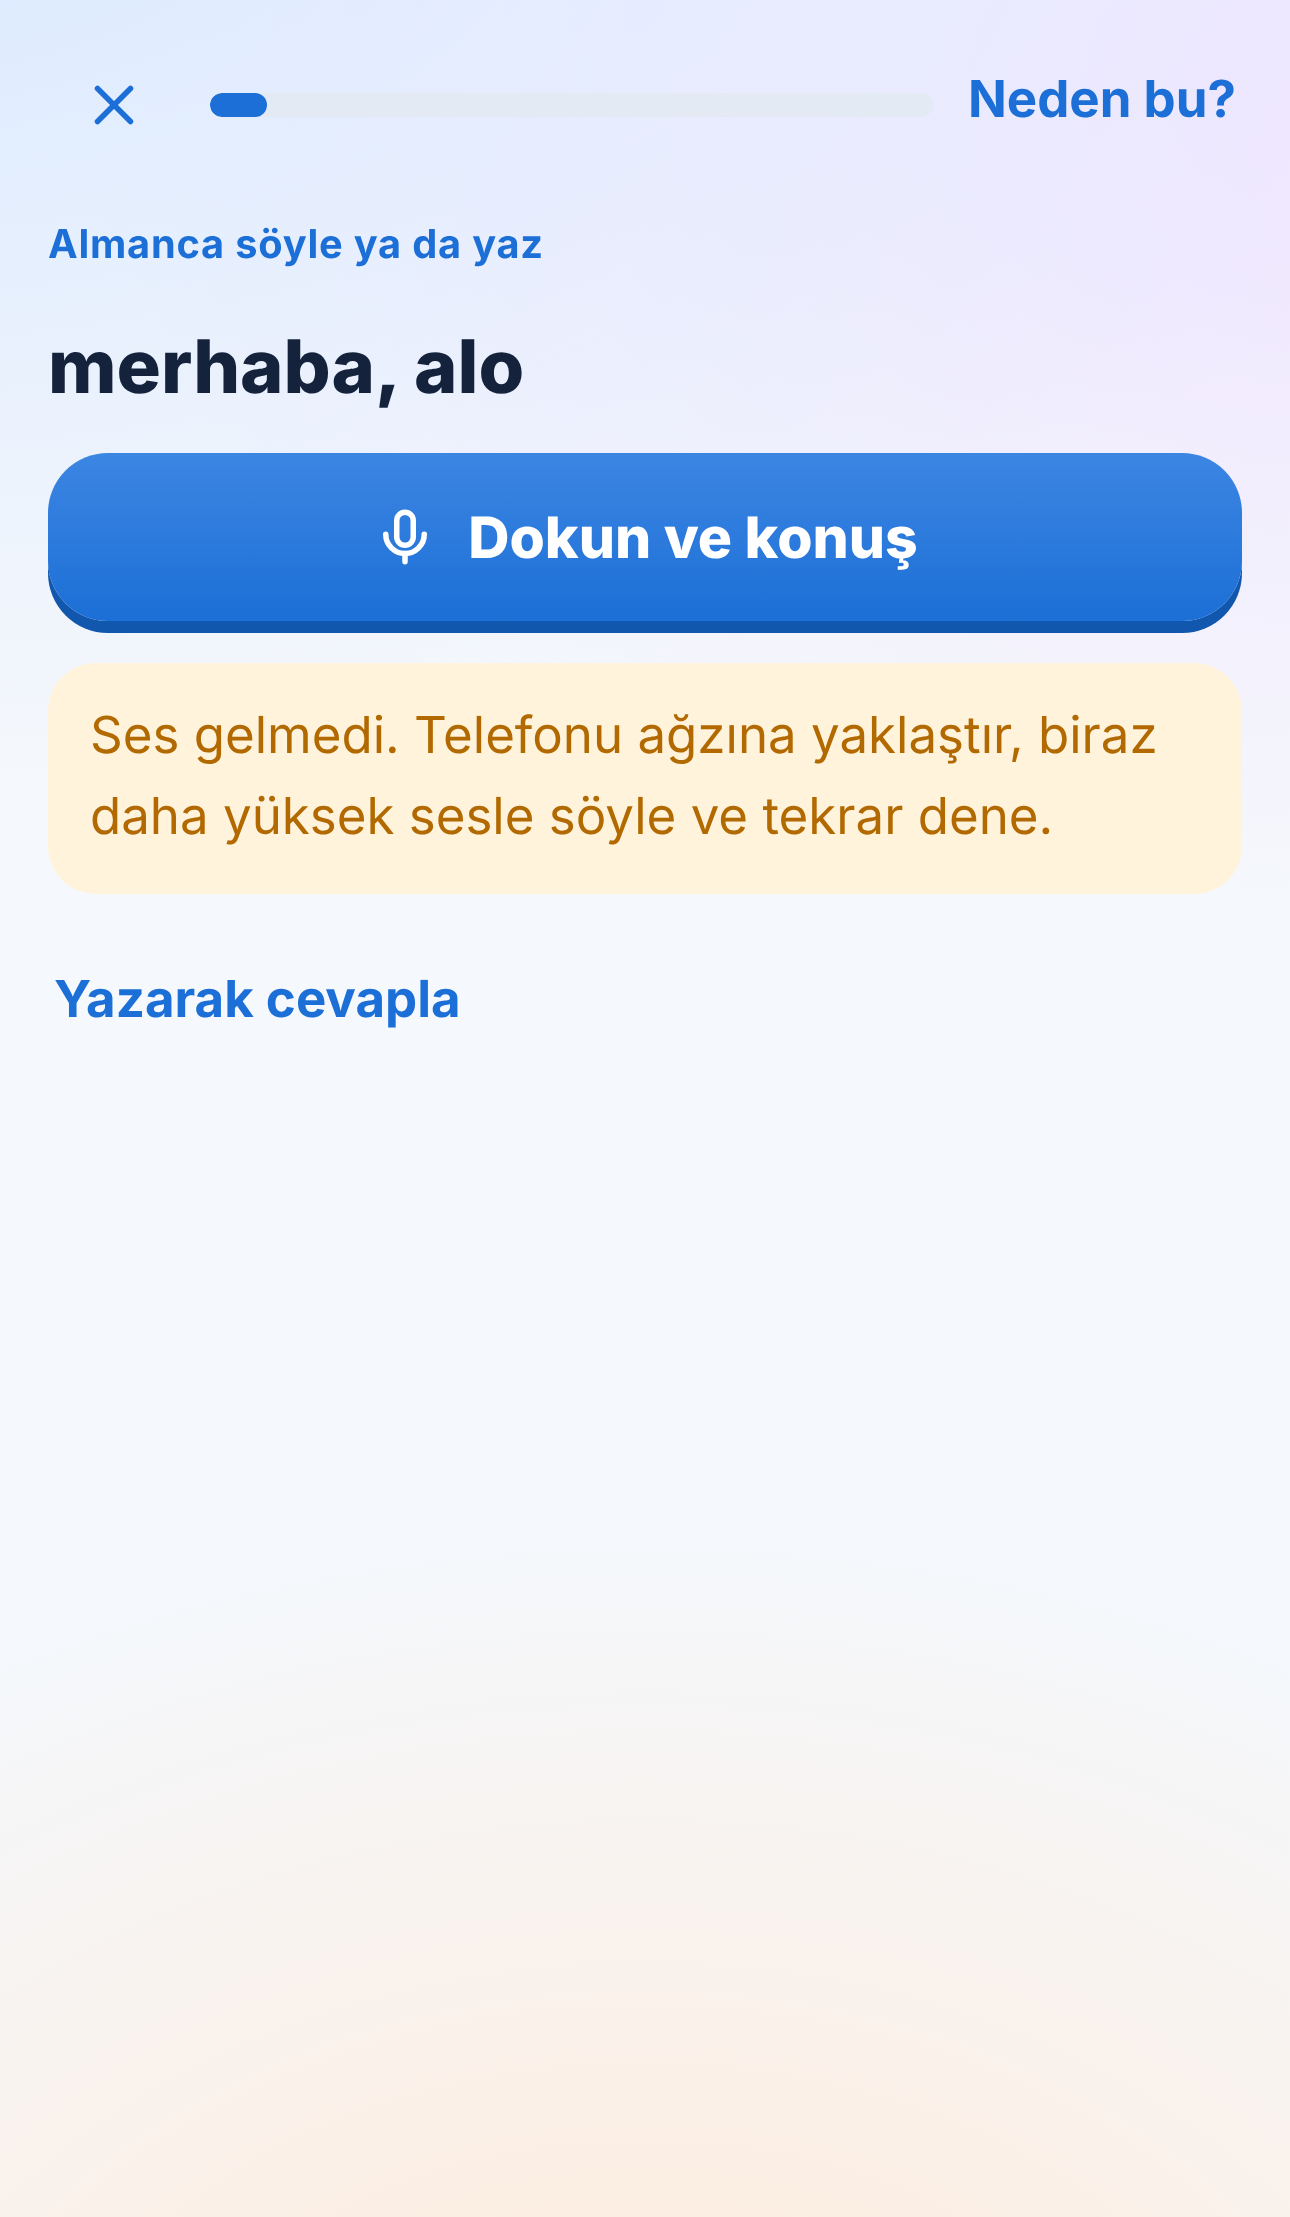 Neden bu?
Almanca söyle ya da yaz
merhaba, alo
Dokun ve konuş
Ses gelmedi. Telefonu ağzına yaklaştır, biraz
daha yüksek sesle söyle ve tekrar dene.
Yazarak cevapla